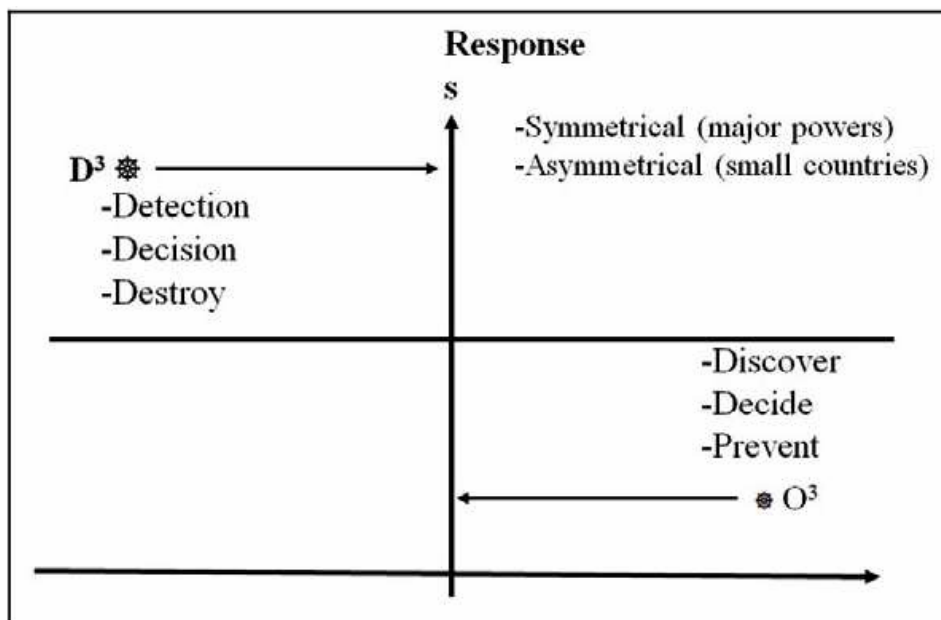 Response
s
-Symmetrical (major powers)
-Asymmetrical (small countries)
D³
-Detection
-Decision
-Destroy
-Discover
-Decide
-Prevent
O³